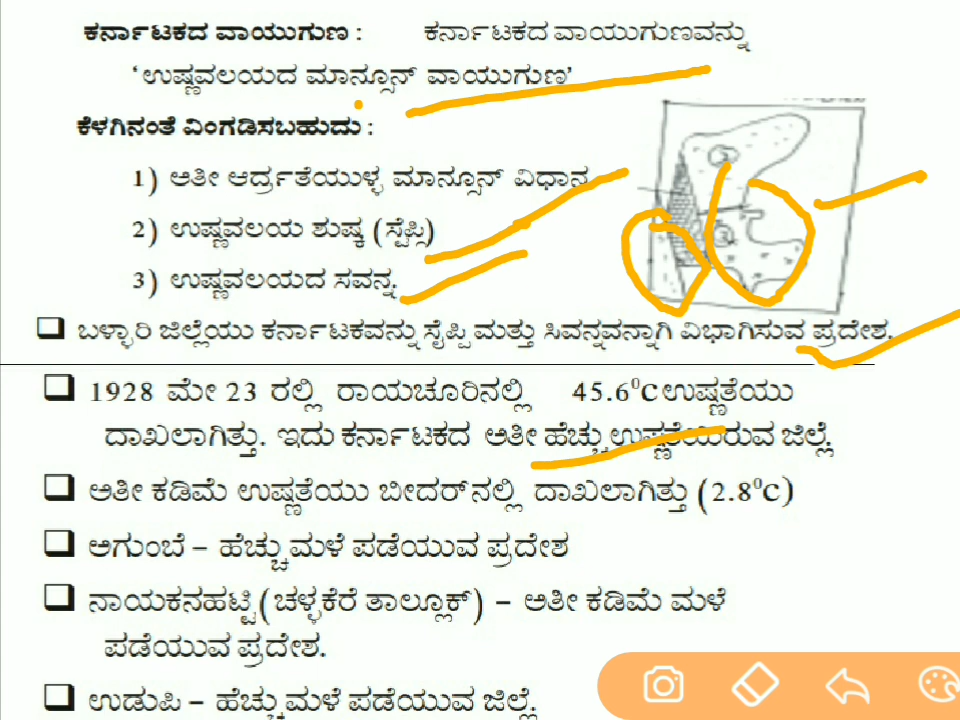 ಕರ್ನಾಟಕದ ವಾಯುಗುಣ : ಕರ್ನಾಟಕದ ವಾಯುಗುಣವನ್ನು
‘ಉಷ್ಣವಲಯದ ಮಾನ್ಸೂನ್ ವಾಯುಗುಣ’
ಕೆಳಗಿನಂತೆ ವಿಂಗಡಿಸಬಹುದು :
1) ಅತೀ ಆರ್ದ್ರತೆಯುಳ್ಳ ಮಾನ್ಸೂನ್ ವಿಧಾನ
2) ಉಷ್ಣವಲಯ ಶುಷ್ಕ (ಸ್ಟೆಪ್ಪಿ)
3) ಉಷ್ಣವಲಯದ ಸವನ್ನ.
❑ ಬಳ್ಳಾರಿ ಜಿಲ್ಲೆಯು ಕರ್ನಾಟಕವನ್ನು ಸೈಪ್ಪಿ ಮತ್ತು ಸಿವನ್ನವನ್ನಾಗಿ ವಿಭಾಗಿಸುವ ಪ್ರದೇಶ.
❑ 1928 ಮೇ 23 ರಲ್ಲಿ ರಾಯಚೂರಿನಲ್ಲಿ 45.6⁰C ಉಷ್ಣತೆಯು
ದಾಖಲಾಗಿತ್ತು. ಇದು ಕರ್ನಾಟಕದ ಅತೀ ಹೆಚ್ಚು ಉಷ್ಣತೆಯಿರುವ ಜಿಲ್ಲೆ.
❑ ಅತೀ ಕಡಿಮೆ ಉಷ್ಣತೆಯು ಬೀದರ್‌ನಲ್ಲಿ ದಾಖಲಾಗಿತ್ತು (2.8⁰C)
❑ ಅಗುಂಬೆ – ಹೆಚ್ಚು ಮಳೆ ಪಡೆಯುವ ಪ್ರದೇಶ
❑ ನಾಯಕನಹಟ್ಟಿ (ಚಳ್ಳಕೆರೆ ತಾಲ್ಲೂಕ್) – ಅತೀ ಕಡಿಮೆ ಮಳೆ
ಪಡೆಯುವ ಪ್ರದೇಶ.
❑ ಉಡುಪಿ – ಹೆಚ್ಚು ಮಳೆ ಪಡೆಯುವ ಜಿಲ್ಲೆ.